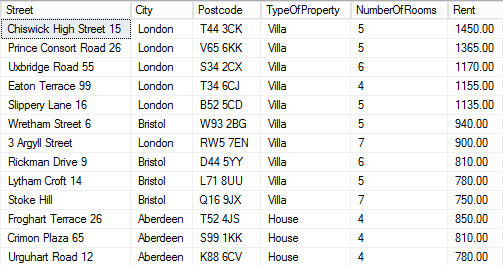 Street City Postcode TypeOfProperty NumberOfRooms Rent
Chiswick High Street 15 London T44 3CK Villa 5 1450.00
Prince Consort Road 26 London V65 6KK Villa 5 1365.00
Uxbridge Road 55 London S34 2CX Villa 6 1170.00
Eaton Terrace 99 London T34 6CJ Villa 4 1155.00
Slippery Lane 16 London B52 5CD Villa 5 1135.00
Wretham Street 6 Bristol W93 2BG Villa 5 940.00
3 Argyll Street London RW5 7EN Villa 7 900.00
Rickman Drive 9 Bristol D44 5YY Villa 6 810.00
Lytham Croft 14 Bristol L71 8UU Villa 5 780.00
Stoke Hill Bristol Q16 9JX Villa 7 750.00
Froghart Terrace 26 Aberdeen T52 4JS House 4 850.00
Crimon Plaza 65 Aberdeen S99 1KK House 4 810.00
Urguhart Road 12 Aberdeen K88 6CV House 4 780.00